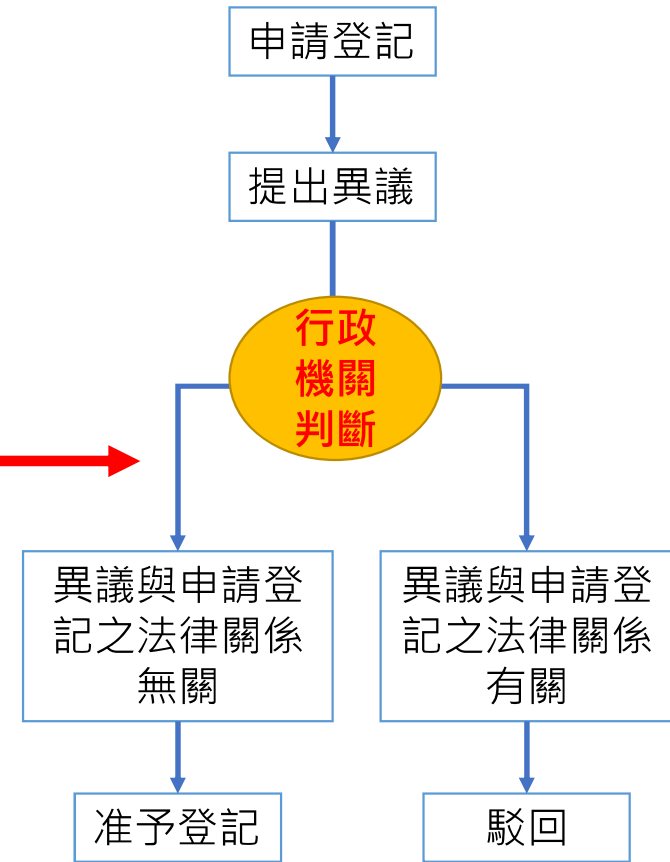 申請登記
提出異議
行政
機關
判斷
異議與申請登
記之法律關係
無關
異議與申請登
記之法律關係
有關
准予登記
駁回